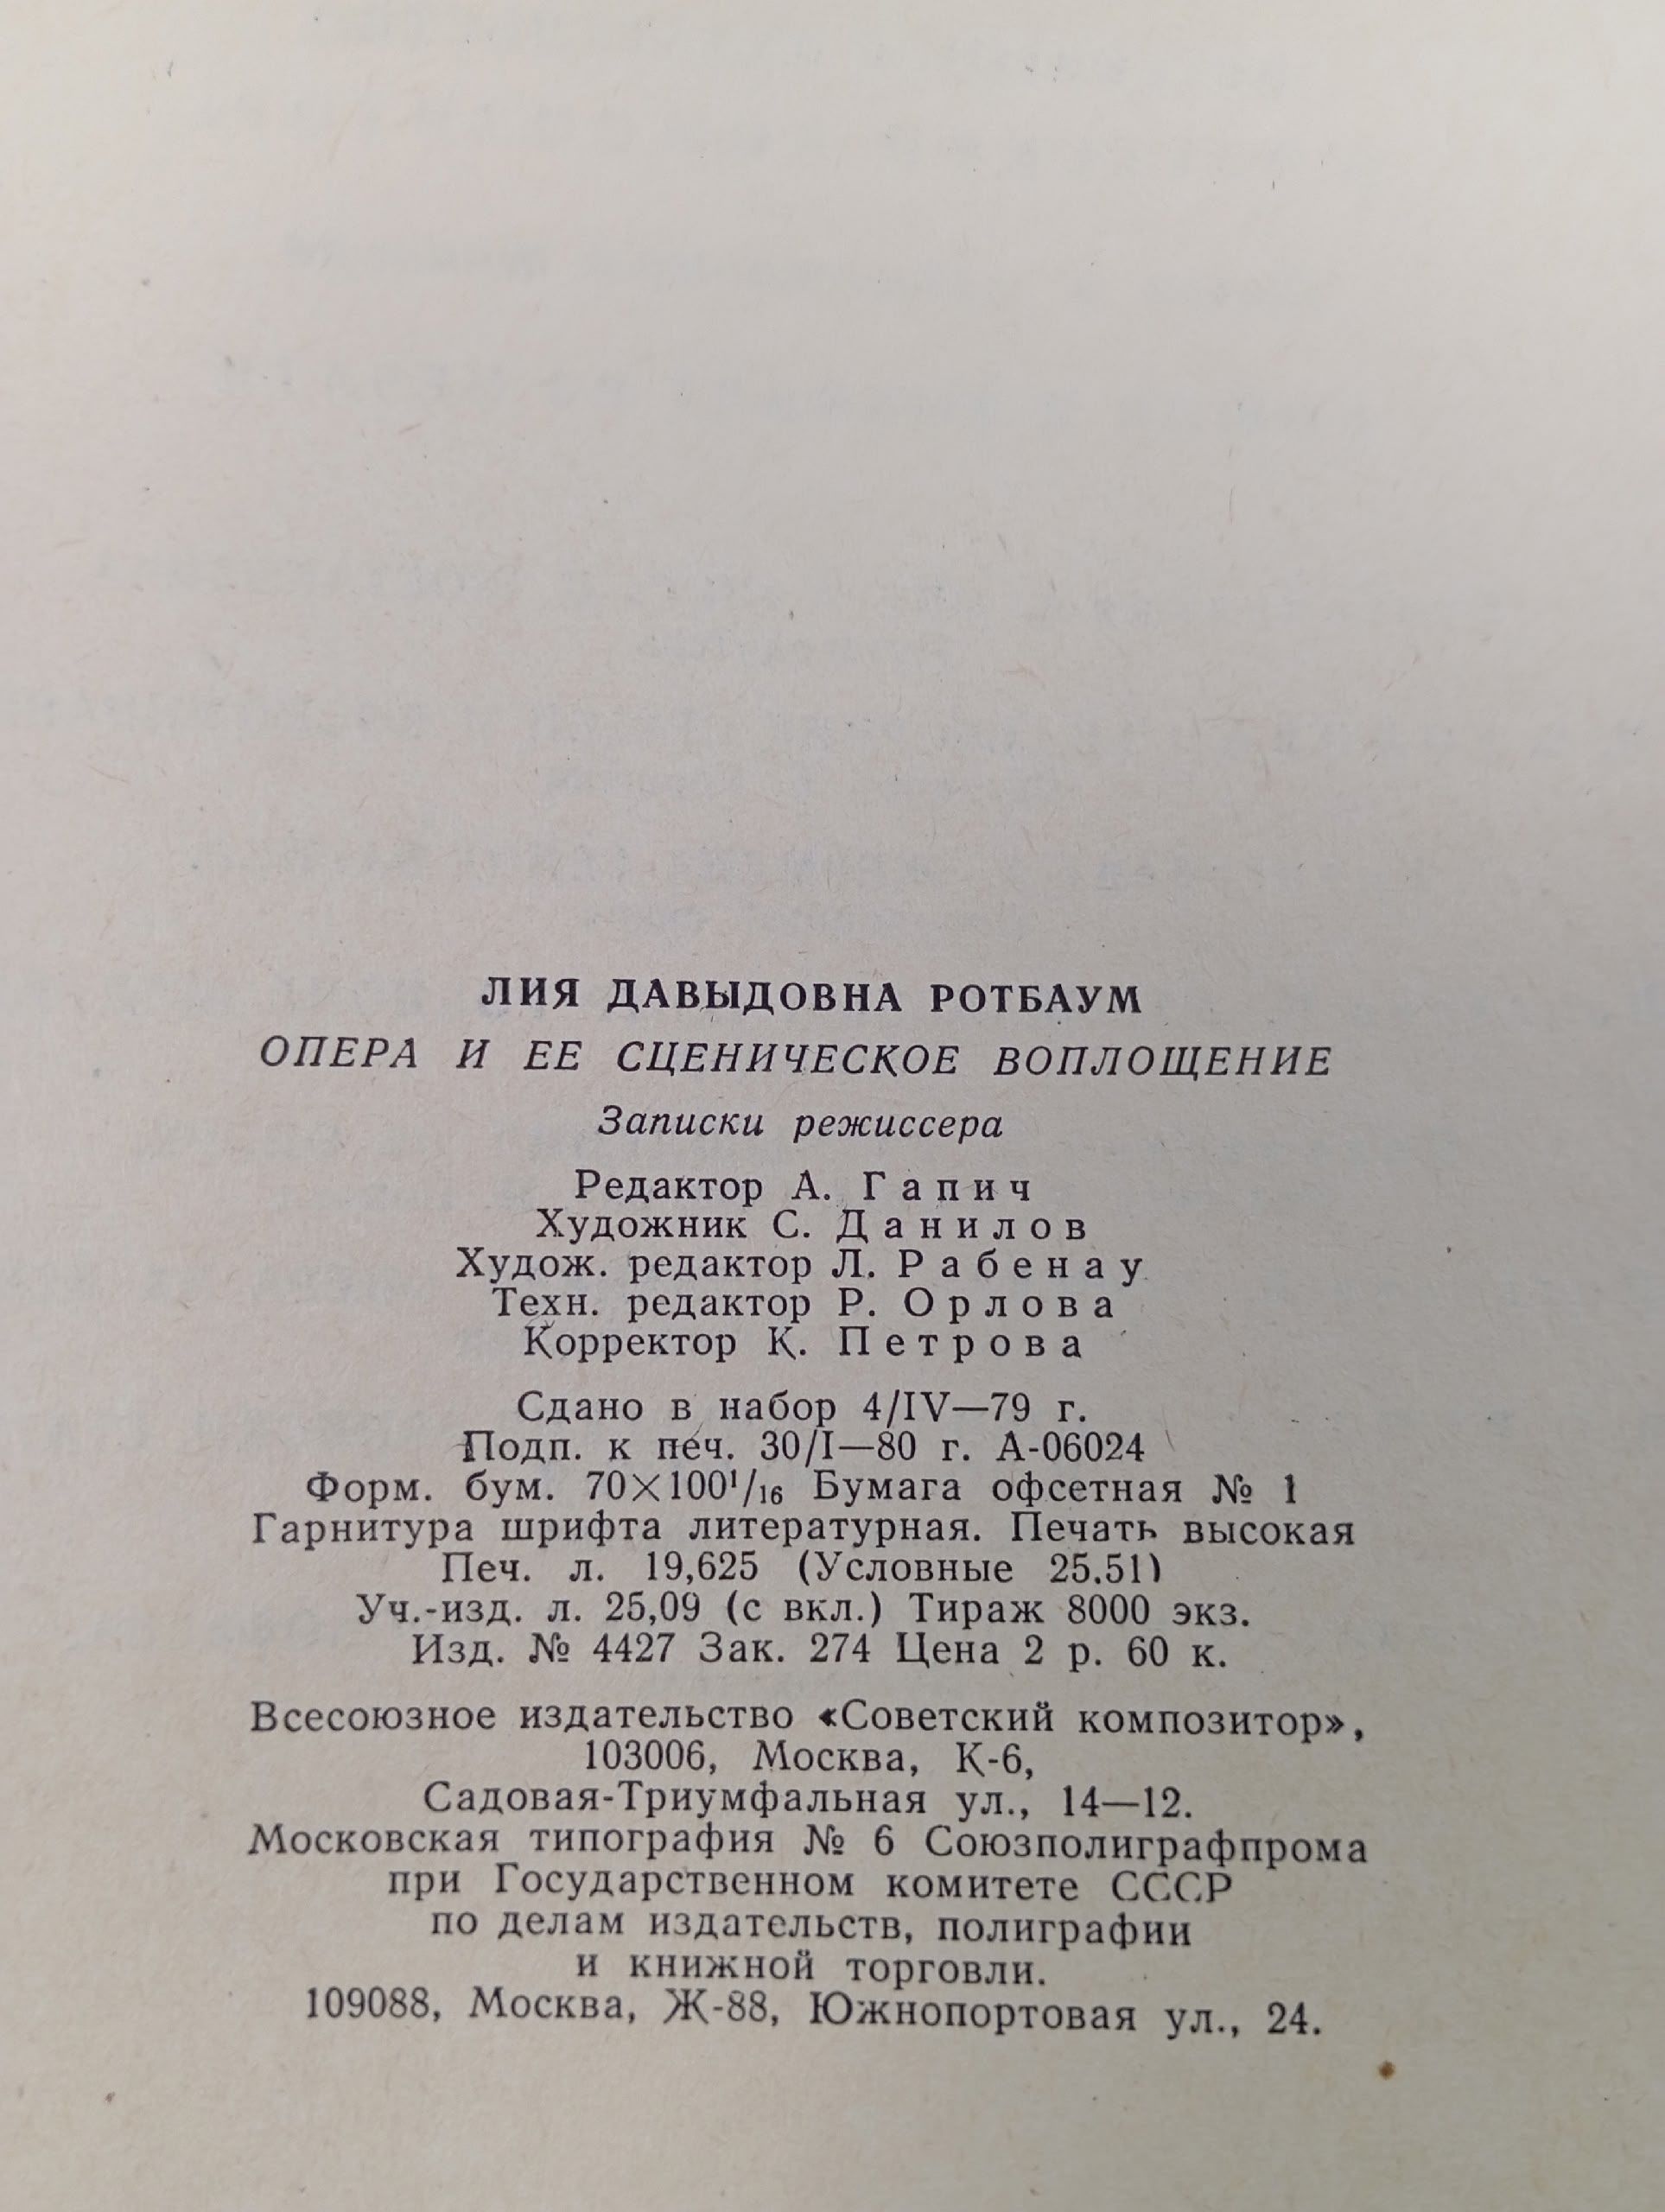 ЛИЯ ДАВЫДОВНА РОТБАУМ
ОПЕРА И ЕЕ СЦЕНИЧЕСКОЕ ВОПЛОЩЕНИЕ
Записки режиссера
Редактор А. Гапич
Художник С. Данилов
Худож. редактор Л. Рабенау
Техн. редактор Р. Орлова
Корректор К. Петрова
Сдано в набор 4/IV—79 г.
Подп. к печ. 30/I—80 г. А-06024
Форм. бум. 70×100¹/₁₆ Бумага офсетная № 1
Гарнитура шрифта литературная. Печать высокая
Печ. л. 19,625 (Условные 25.51)
Уч.-изд. л. 25,09 (с вкл.) Тираж 8000 экз.
Изд. № 4427 Зак. 274 Цена 2 р. 60 к.
Всесоюзное издательство «Советский композитор»,
103006, Москва, К-6,
Садовая-Триумфальная ул., 14—12.
Московская типография № 6 Союзполиграфпрома
при Государственном комитете СССР
по делам издательств, полиграфии
и книжной торговли.
109088, Москва, Ж-88, Южнопортовая ул., 24.